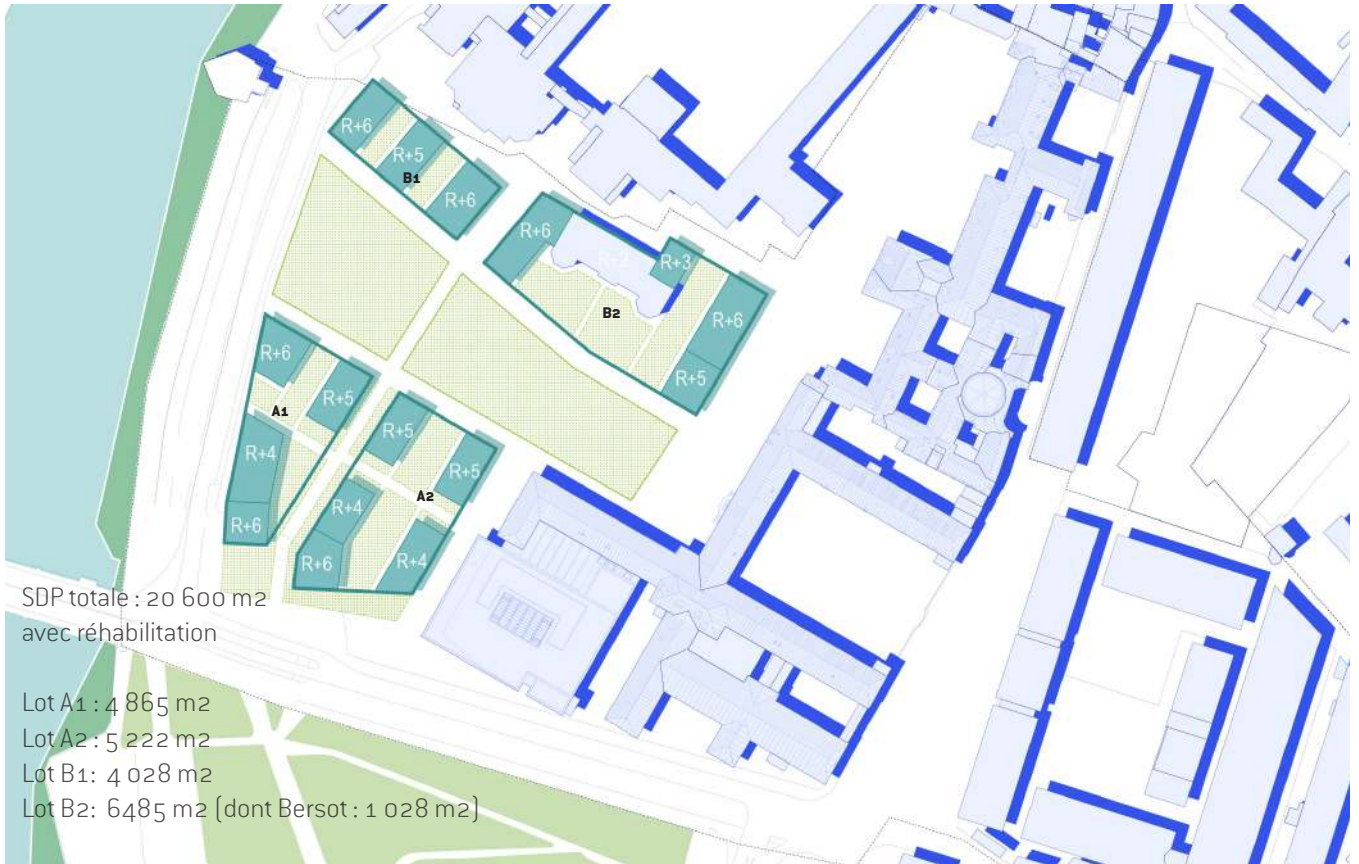 R+6
R+5
B1
R+6
R+6
R+2
R+3
B2
R+6
R+5
R+6
R+5
A1
R+4
R+6
R+5
R+5
A2
R+4
R+6
R+4
SDP totale : 20 600 m2
avec réhabilitation
Lot A1 : 4 865 m2
Lot A2 : 5 222 m2
Lot B1: 4 028 m2
Lot B2: 6485 m2 (dont Bersot : 1 028 m2)